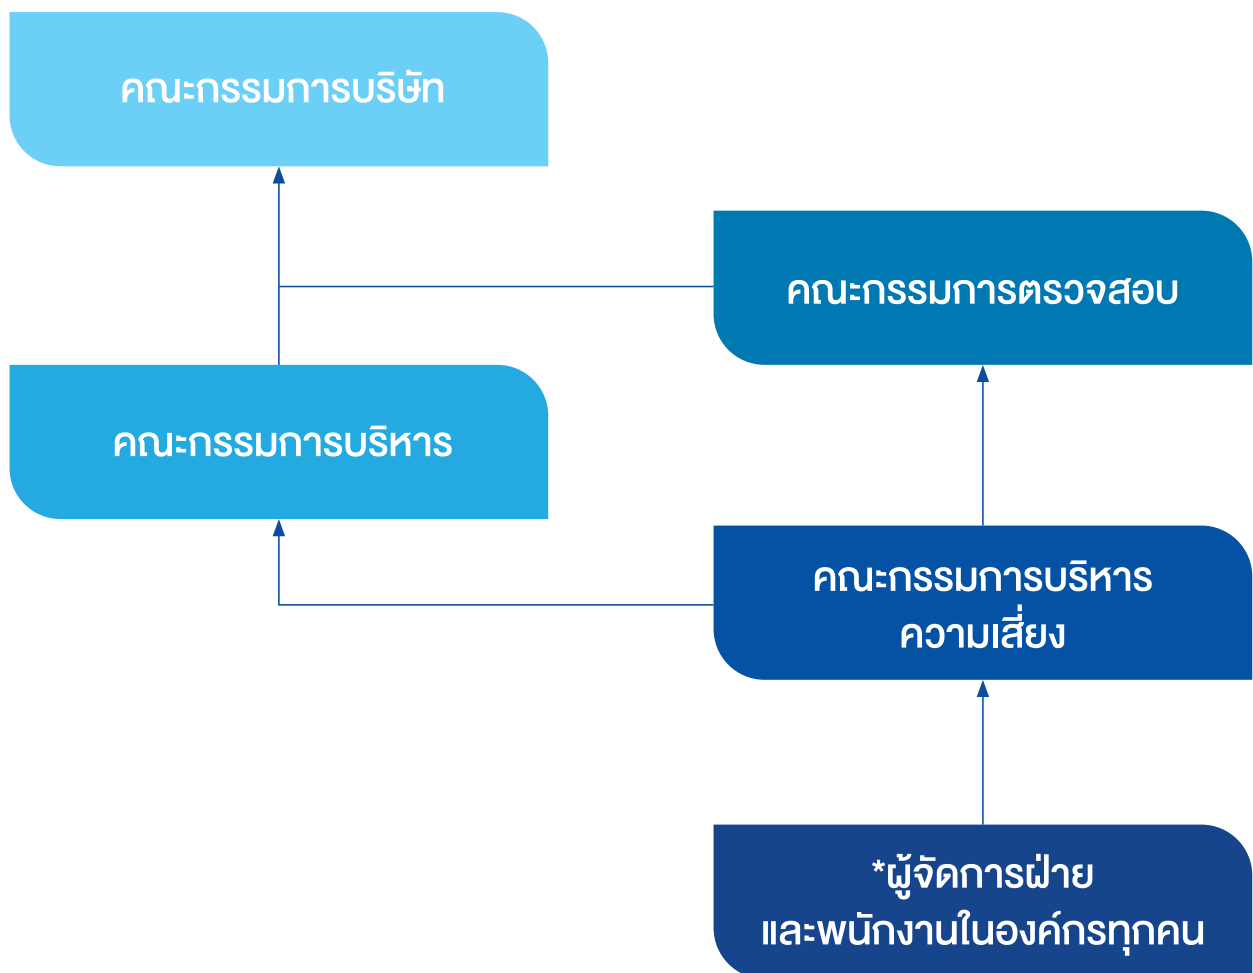 คณะกรรมการบริษัท
คณะกรรมการตรวจสอบ
คณะกรรมการบริหาร
คณะกรรมการบริหาร
ความเสี่ยง
*ผู้จัดการฝ่าย
และพนักงานในองค์กรทุกคน